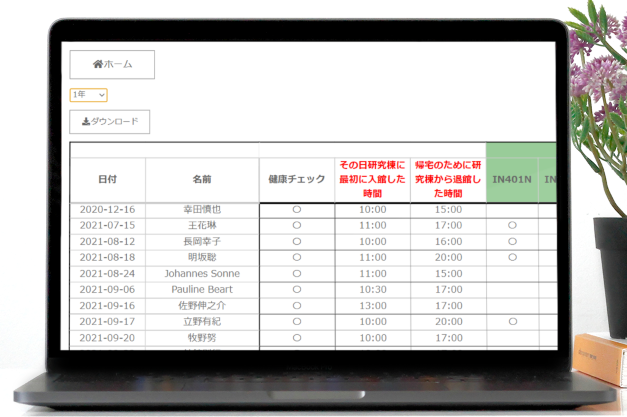 ホーム
1年
ダウンロード
日付 名前 健康チェック その日研究棟に最初に入館した時間 帰宅のために研究棟から退館した時間 IN401N IN
2020-12-16 幸田慎也 〇 10:00 15:00
2021-07-15 王花琳 〇 11:00 17:00 〇
2021-08-12 長岡幸子 〇 10:00 16:00 〇
2021-08-18 明坂聡 〇 11:00 20:00 〇
2021-08-24 Johannes Sonne 〇 11:00 15:00
2021-09-06 Pauline Beart 〇 10:30 17:00
2021-09-16 佐野伸之介 〇 13:00 17:00
2021-09-17 立野有紀 〇 10:00 20:00 〇
2021-09-20 牧野努 〇 10:00 17:00